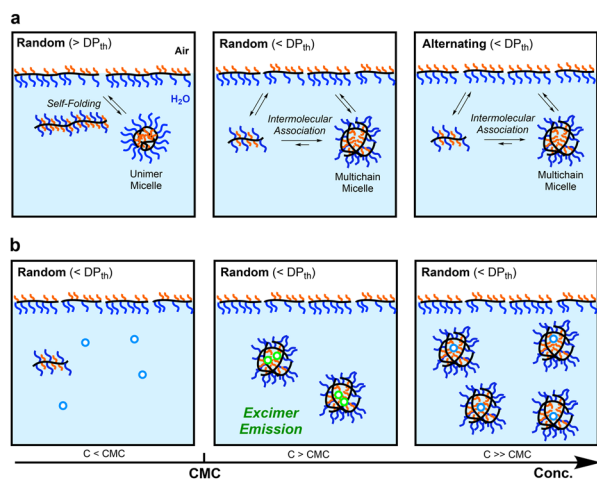 a
Random (> DPth)
Air
H2O
Self-Folding
Unimer
Micelle
Random (< DPth)
Intermolecular
Association
Multichain
Micelle
Alternating (< DPth)
Intermolecular
Association
Multichain
Micelle
b
Random (< DPth)
Random (< DPth)
Excimer
Emission
Random (< DPth)
C < CMC
C > CMC
C >> CMC
CMC
Conc.